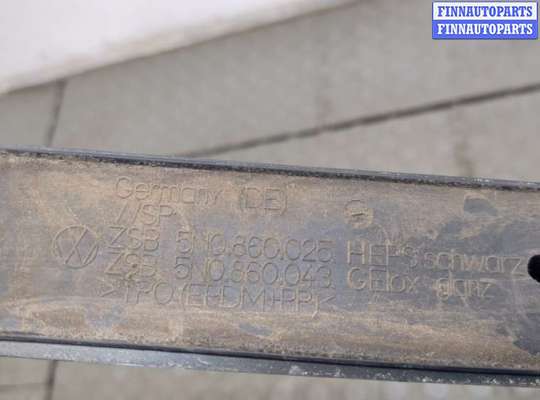 FINNAUTOPARTS
FINNAUTOPARTS
Germany (DE)
//SP
ZSB 5N0.860.025 HEPS schwarz
ZSB 5N0.860.043 GElox glanz
>TPO(EPDM+PP)<